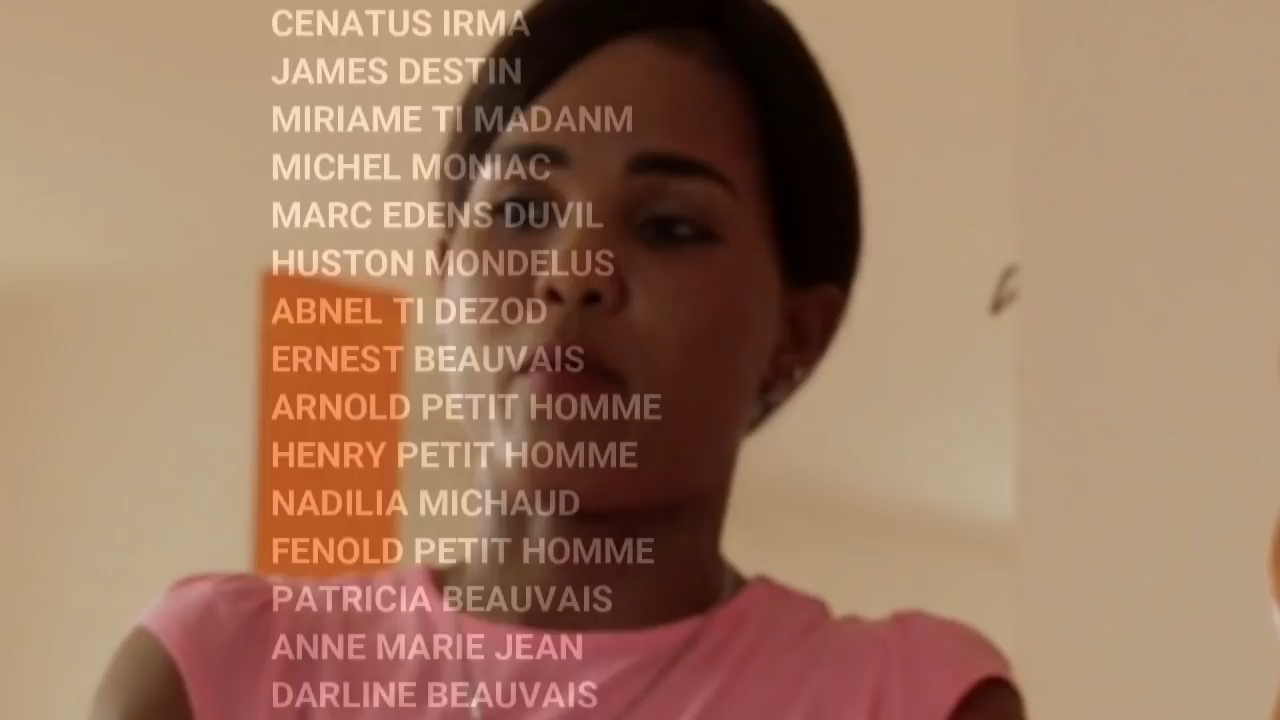 CENATUS IRMA
JAMES DESTIN
MIRIAME TI MADANM
MICHEL MONIAC
MARC EDENS DUVIL
HUSTON MONDELUS
ABNEL TI DEZOD
ERNEST BEAUVAIS
ARNOLD PETIT HOMME
HENRY PETIT HOMME
NADILIA MICHAUD
FENOLD PETIT HOMME
PATRICIA BEAUVAIS
ANNE MARIE JEAN
DARLINE BEAUVAIS